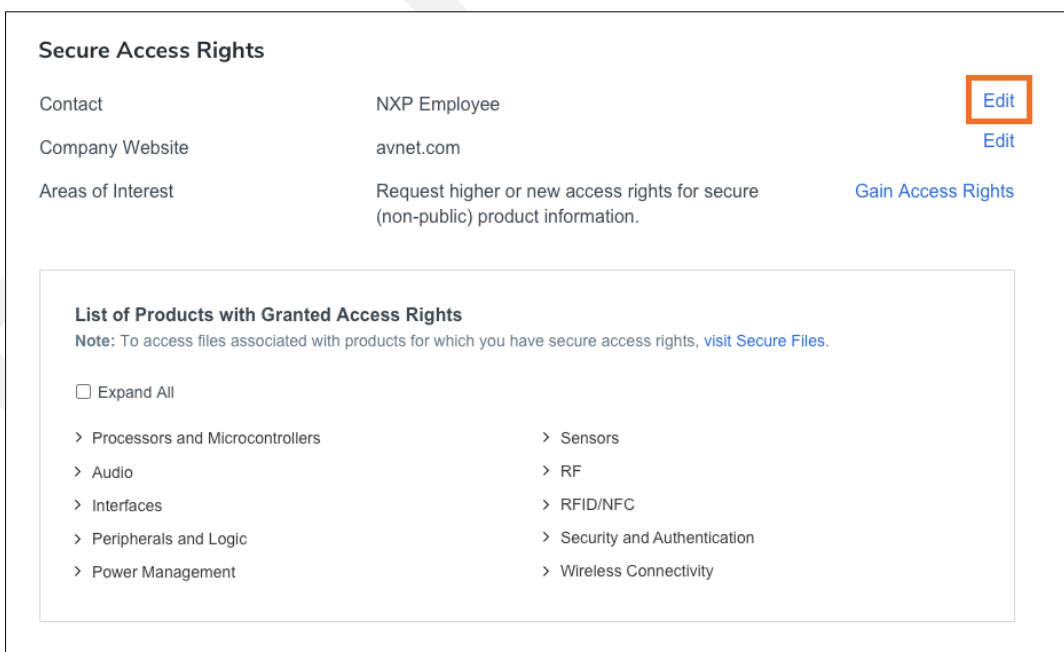 Secure Access Rights
Contact NXP Employee Edit
Company Website avnet.com Edit
Areas of Interest Request higher or new access rights for secure Gain Access Rights
(non-public) product information.
List of Products with Granted Access Rights
Note: To access files associated with products for which you have secure access rights, visit Secure Files.
Expand All
Processors and Microcontrollers
Audio
Interfaces
Peripherals and Logic
Power Management
Sensors
RF
RFID/NFC
Security and Authentication
Wireless Connectivity